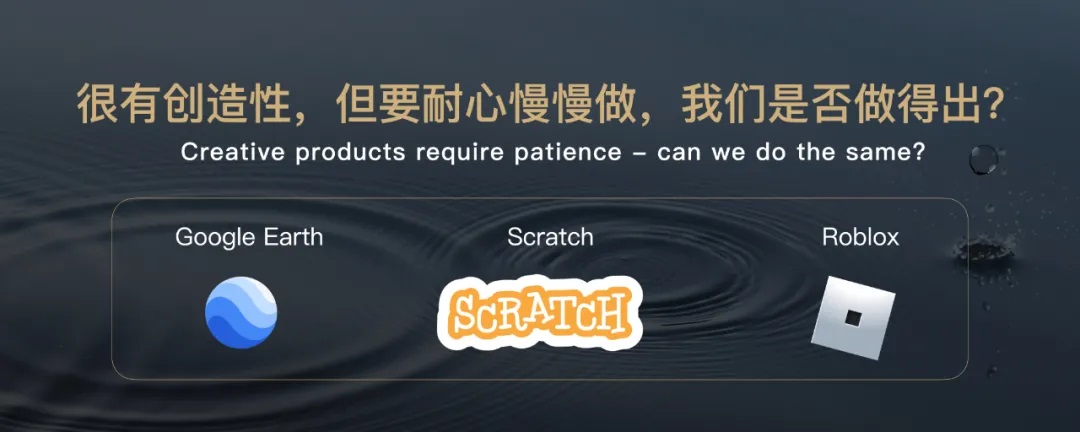 很有创造性，但要耐心慢慢做，我们是否做得出？
Creative products require patience – can we do the same?
Google Earth
Scratch
Roblox
SCRATCH